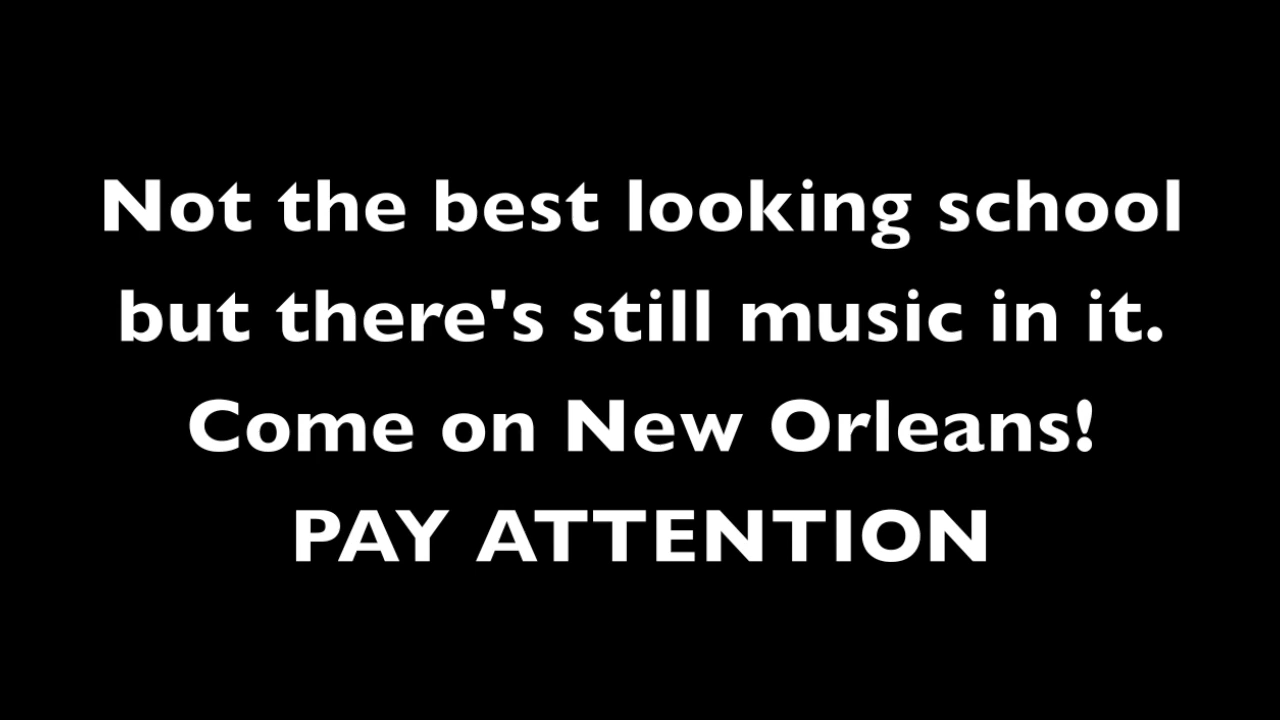 Not the best looking school
but there's still music in it.
Come on New Orleans!
PAY ATTENTION